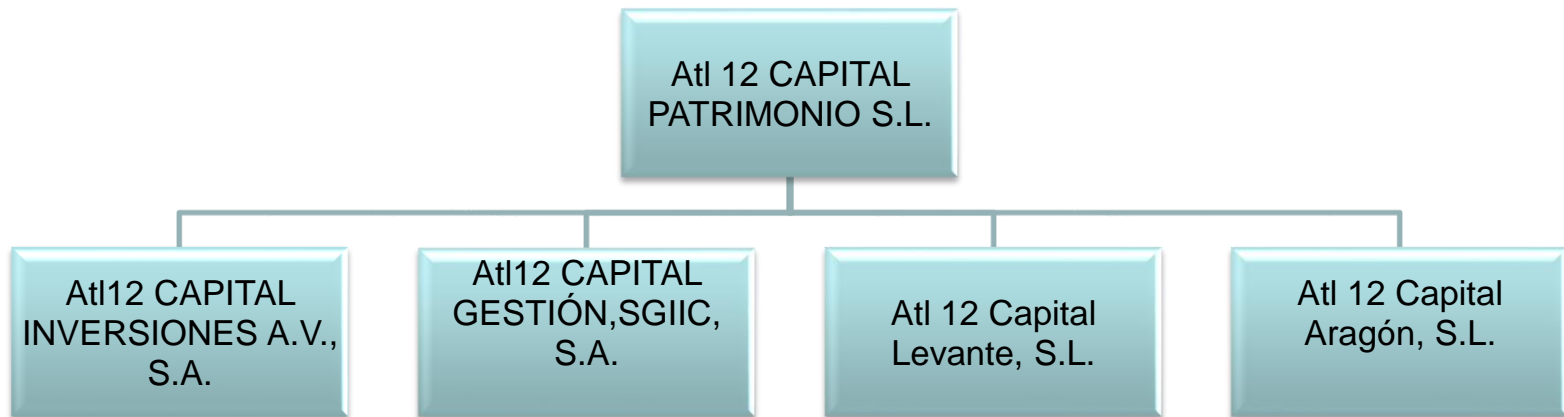 Atl 12 CAPITAL
PATRIMONIO S.L.
Atl12 CAPITAL
INVERSIONES A.V.,
S.A.
Atl12 CAPITAL
GESTIÓN,SGIIC,
S.A.
Atl 12 Capital
Levante, S.L.
Atl 12 Capital
Aragón, S.L.